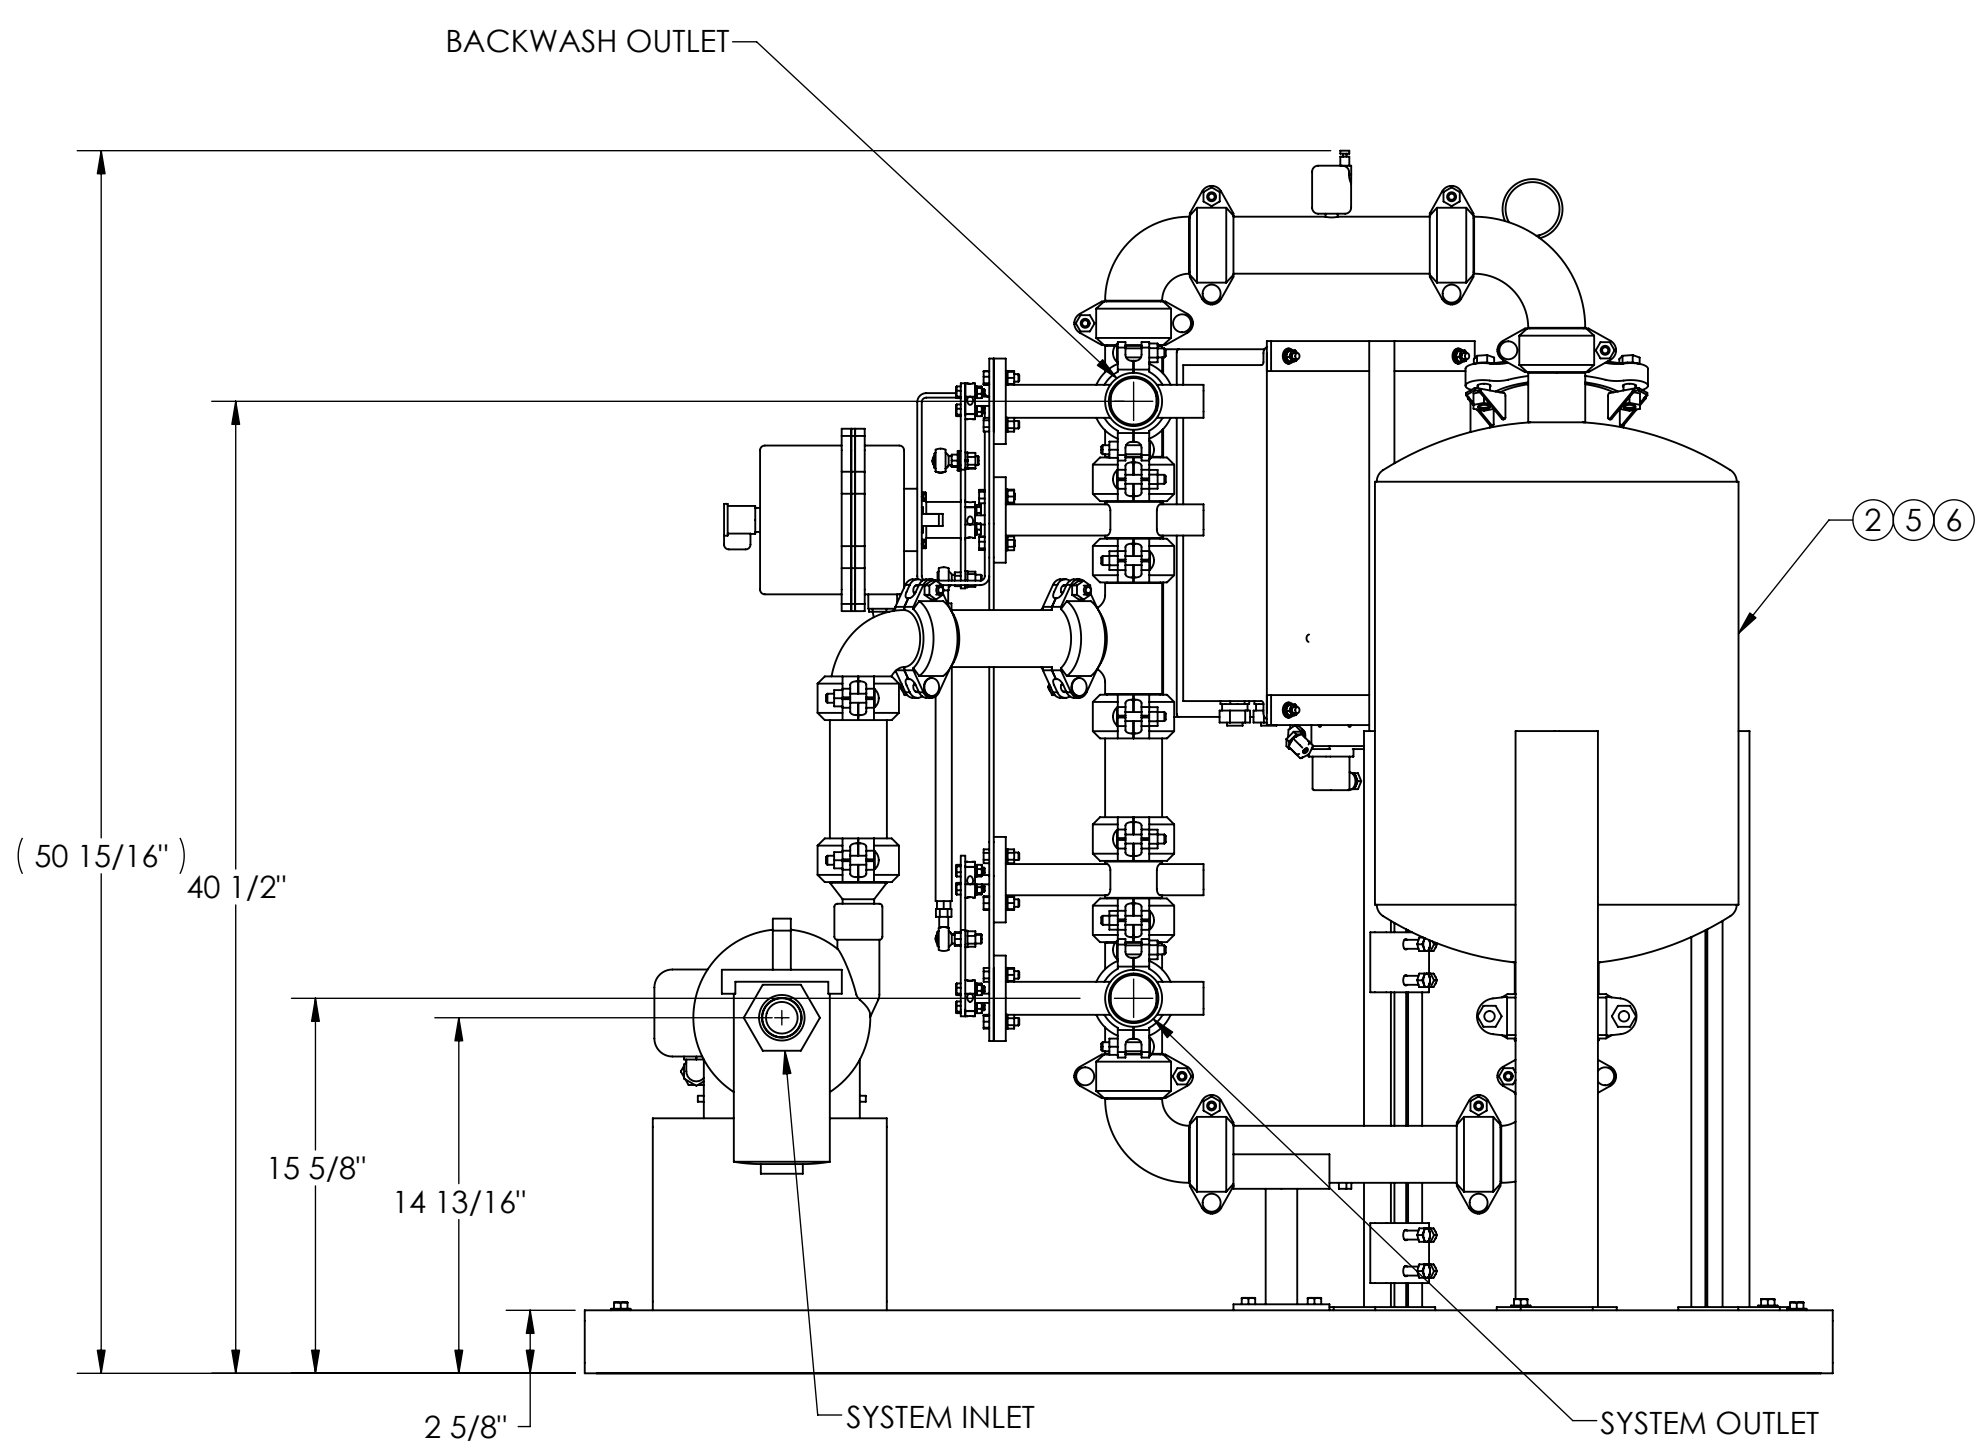 BACKWASH OUTLET
2 5 6
( 50 15/16" )
40 1/2"
15 5/8"
14 13/16"
2 5/8"
SYSTEM INLET
SYSTEM OUTLET